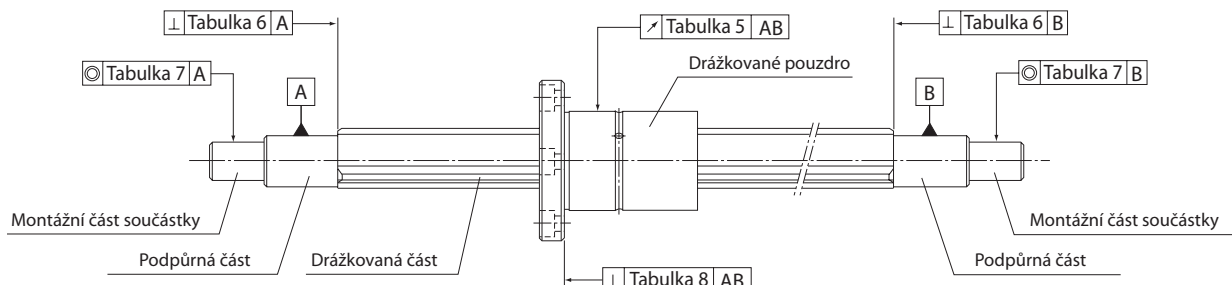 ⊥ Tabulka 6 A
↗ Tabulka 5 AB
⊥ Tabulka 6 B
Drážkované pouzdro
◎ Tabulka 7 A
◎ Tabulka 7 B
A
B
Montážní část součástky
Montážní část součástky
Podpůrná část
Drážkovaná část
Podpůrná část
⊥ Tabulka 8 AB